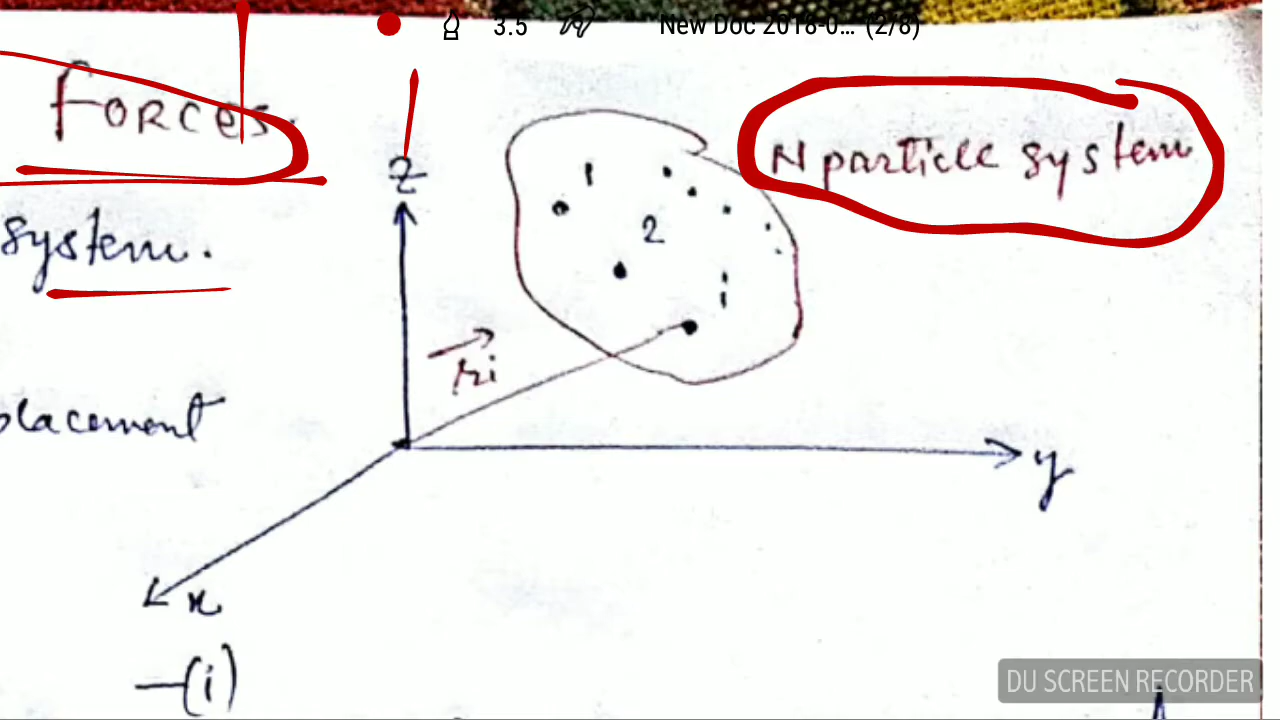 3.5 New Doc 2018-0... (2/8)
Forces.
N particle system
z
system.
1
2
i
ri
placement
y
x
—(i)
DU SCREEN RECORDER